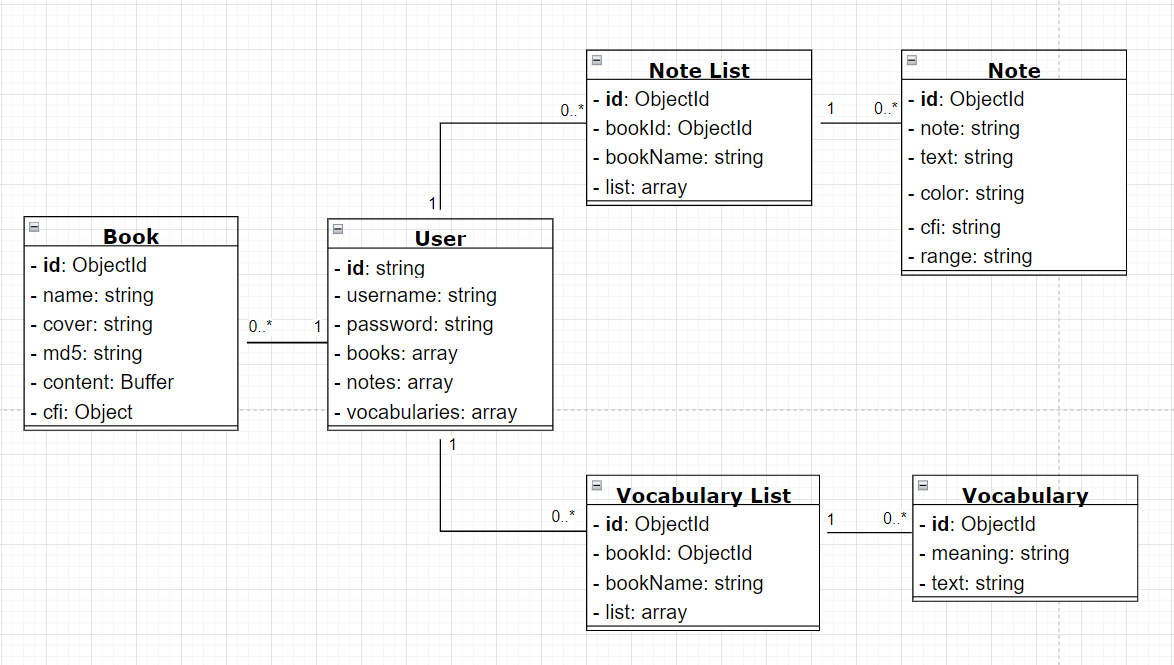 Note List
- id: ObjectId
- bookId: ObjectId
- bookName: string
- list: array
0..*
1
1
0..*
Note
- id: ObjectId
- note: string
- text: string
- color: string
- cfi: string
- range: string
Book
- id: ObjectId
- name: string
- cover: string
- md5: string
- content: Buffer
- cfi: Object
0..*
1
User
- id: string
- username: string
- password: string
- books: array
- notes: array
- vocabularies: array
1
0..*
Vocabulary List
- id: ObjectId
- bookId: ObjectId
- bookName: string
- list: array
1
0..*
Vocabulary
- id: ObjectId
- meaning: string
- text: string